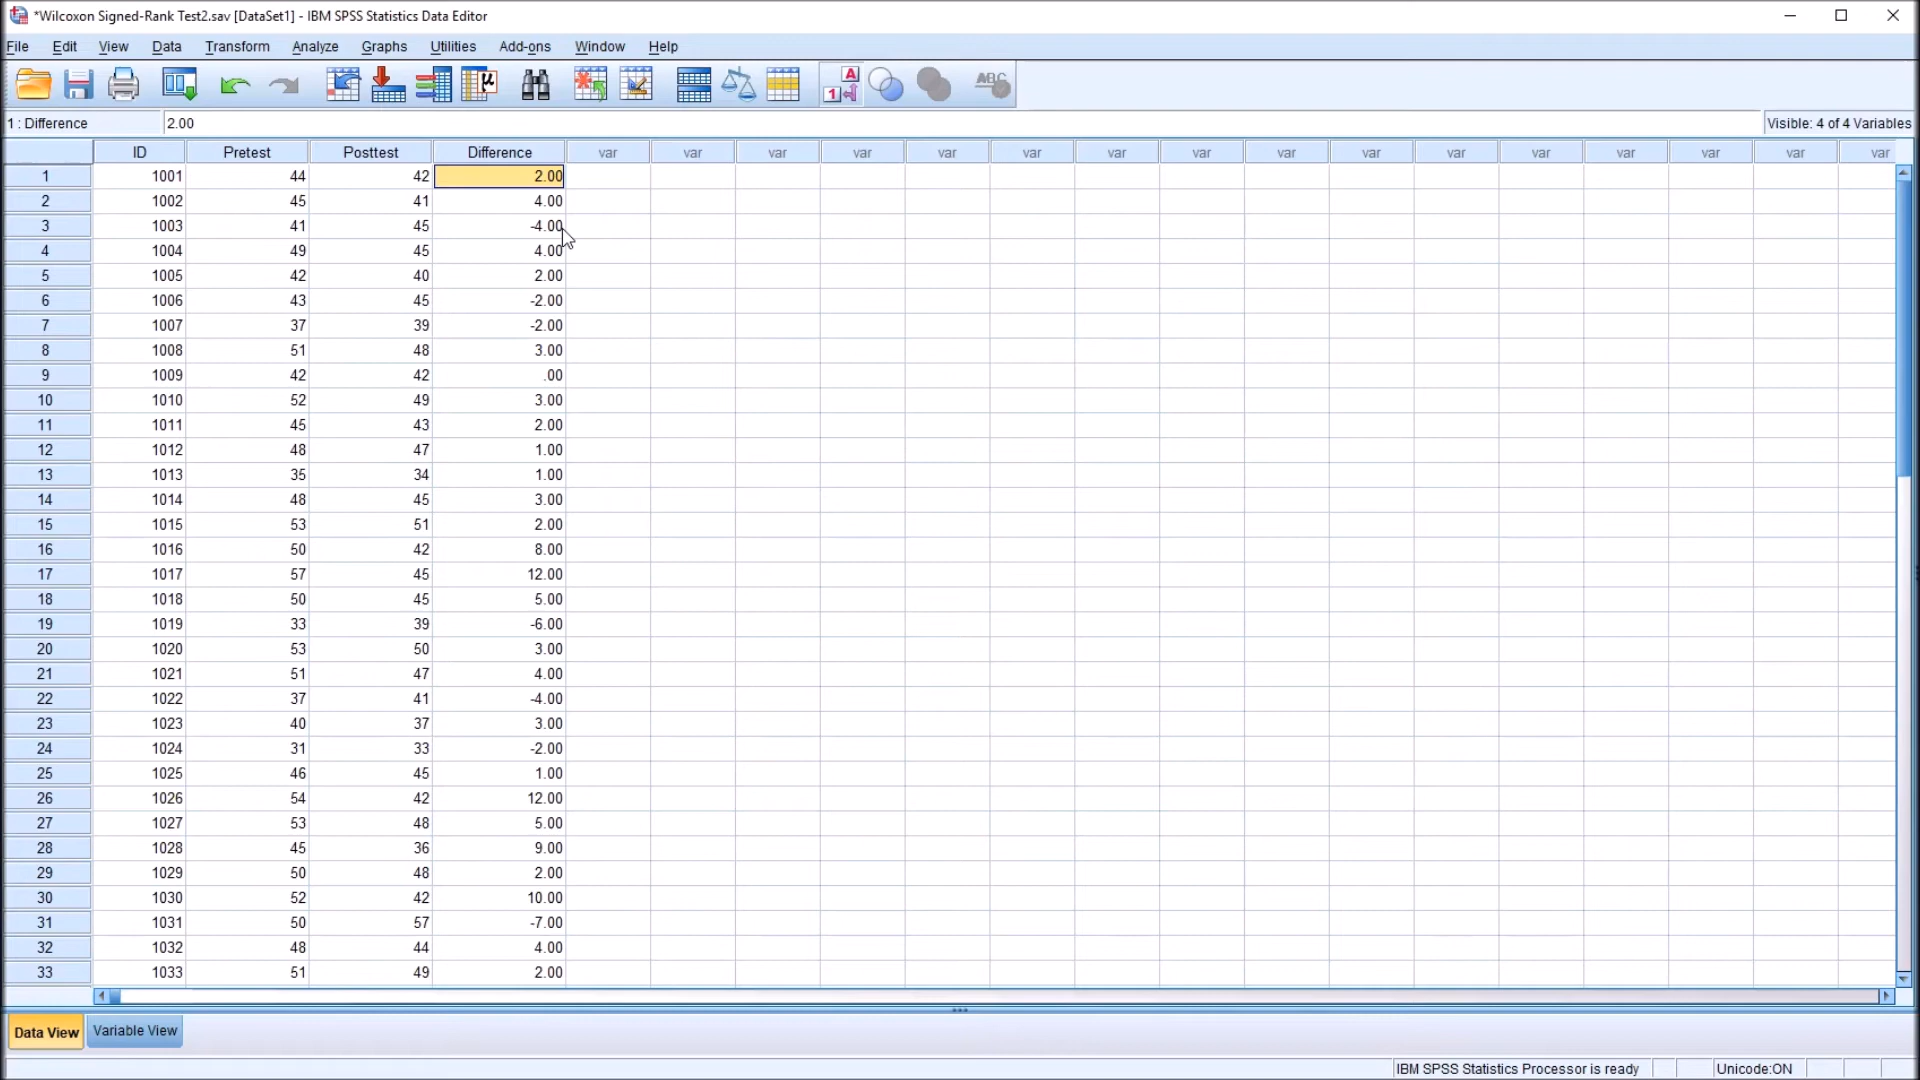 *Wilcoxon Signed-Rank Test2.sav [DataSet1] - IBM SPSS Statistics Data Editor
File Edit View Data Transform Analyze Graphs Utilities Add-ons Window Help
A 1 μ ABC
1 : Difference 2.00 Visible: 4 of 4 Variables
ID Pretest Posttest Difference var var var var var var var var var var var var var var var var
1 1001 44 42 2.00
2 1002 45 41 4.00
3 1003 41 45 -4.00
4 1004 49 45 4.00
5 1005 42 40 2.00
6 1006 43 45 -2.00
7 1007 37 39 -2.00
8 1008 51 48 3.00
9 1009 42 42 .00
10 1010 52 49 3.00
11 1011 45 43 2.00
12 1012 48 47 1.00
13 1013 35 34 1.00
14 1014 48 45 3.00
15 1015 53 51 2.00
16 1016 50 42 8.00
17 1017 57 45 12.00
18 1018 50 45 5.00
19 1019 33 39 -6.00
20 1020 53 50 3.00
21 1021 51 47 4.00
22 1022 37 41 -4.00
23 1023 40 37 3.00
24 1024 31 33 -2.00
25 1025 46 45 1.00
26 1026 54 42 12.00
27 1027 53 48 5.00
28 1028 45 36 9.00
29 1029 50 48 2.00
30 1030 52 42 10.00
31 1031 50 57 -7.00
32 1032 48 44 4.00
33 1033 51 49 2.00
Data View Variable View
IBM SPSS Statistics Processor is ready Unicode:ON